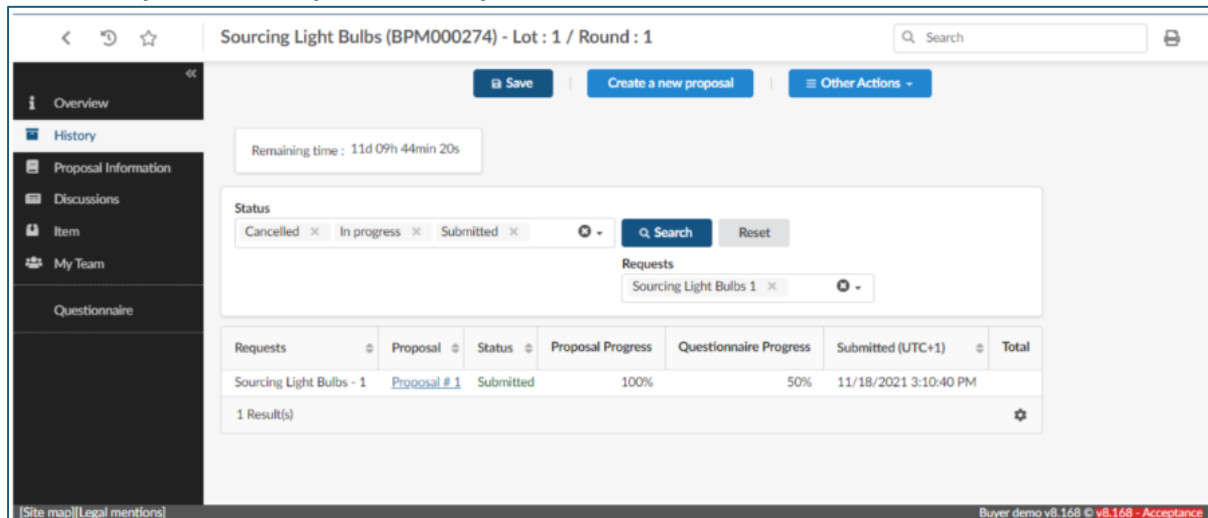 Sourcing Light Bulbs (BPM000274) - Lot : 1 / Round : 1
Search
Save
Create a new proposal
Other Actions
Overview
History
Proposal Information
Discussions
Item
My Team
Questionnaire
Remaining time : 11d 09h 44min 20s
Status
Cancelled × In progress × Submitted ×
Search
Reset
Requests
Sourcing Light Bulbs 1 ×
Requests Proposal Status Proposal Progress Questionnaire Progress Submitted (UTC+1) Total
Sourcing Light Bulbs - 1 Proposal # 1 Submitted 100% 50% 11/18/2021 3:10:40 PM
1 Result(s)
[Site map][Legal mentions]
Buyer demo v8.168 © v8.168 - Acceptance